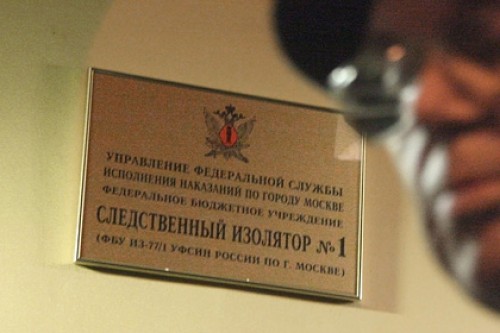 УПРАВЛЕНИЕ ФЕДЕРАЛЬНОЙ СЛУЖБЫ
ИСПОЛНЕНИЯ НАКАЗАНИЙ ПО ГОРОДУ МОСКВЕ
ФЕДЕРАЛЬНОЕ БЮДЖЕТНОЕ УЧРЕЖДЕНИЕ
СЛЕДСТВЕННЫЙ ИЗОЛЯТОР №1
(ФБУ ИЗ-77/1 УФСИН РОССИИ ПО Г. МОСКВЕ)